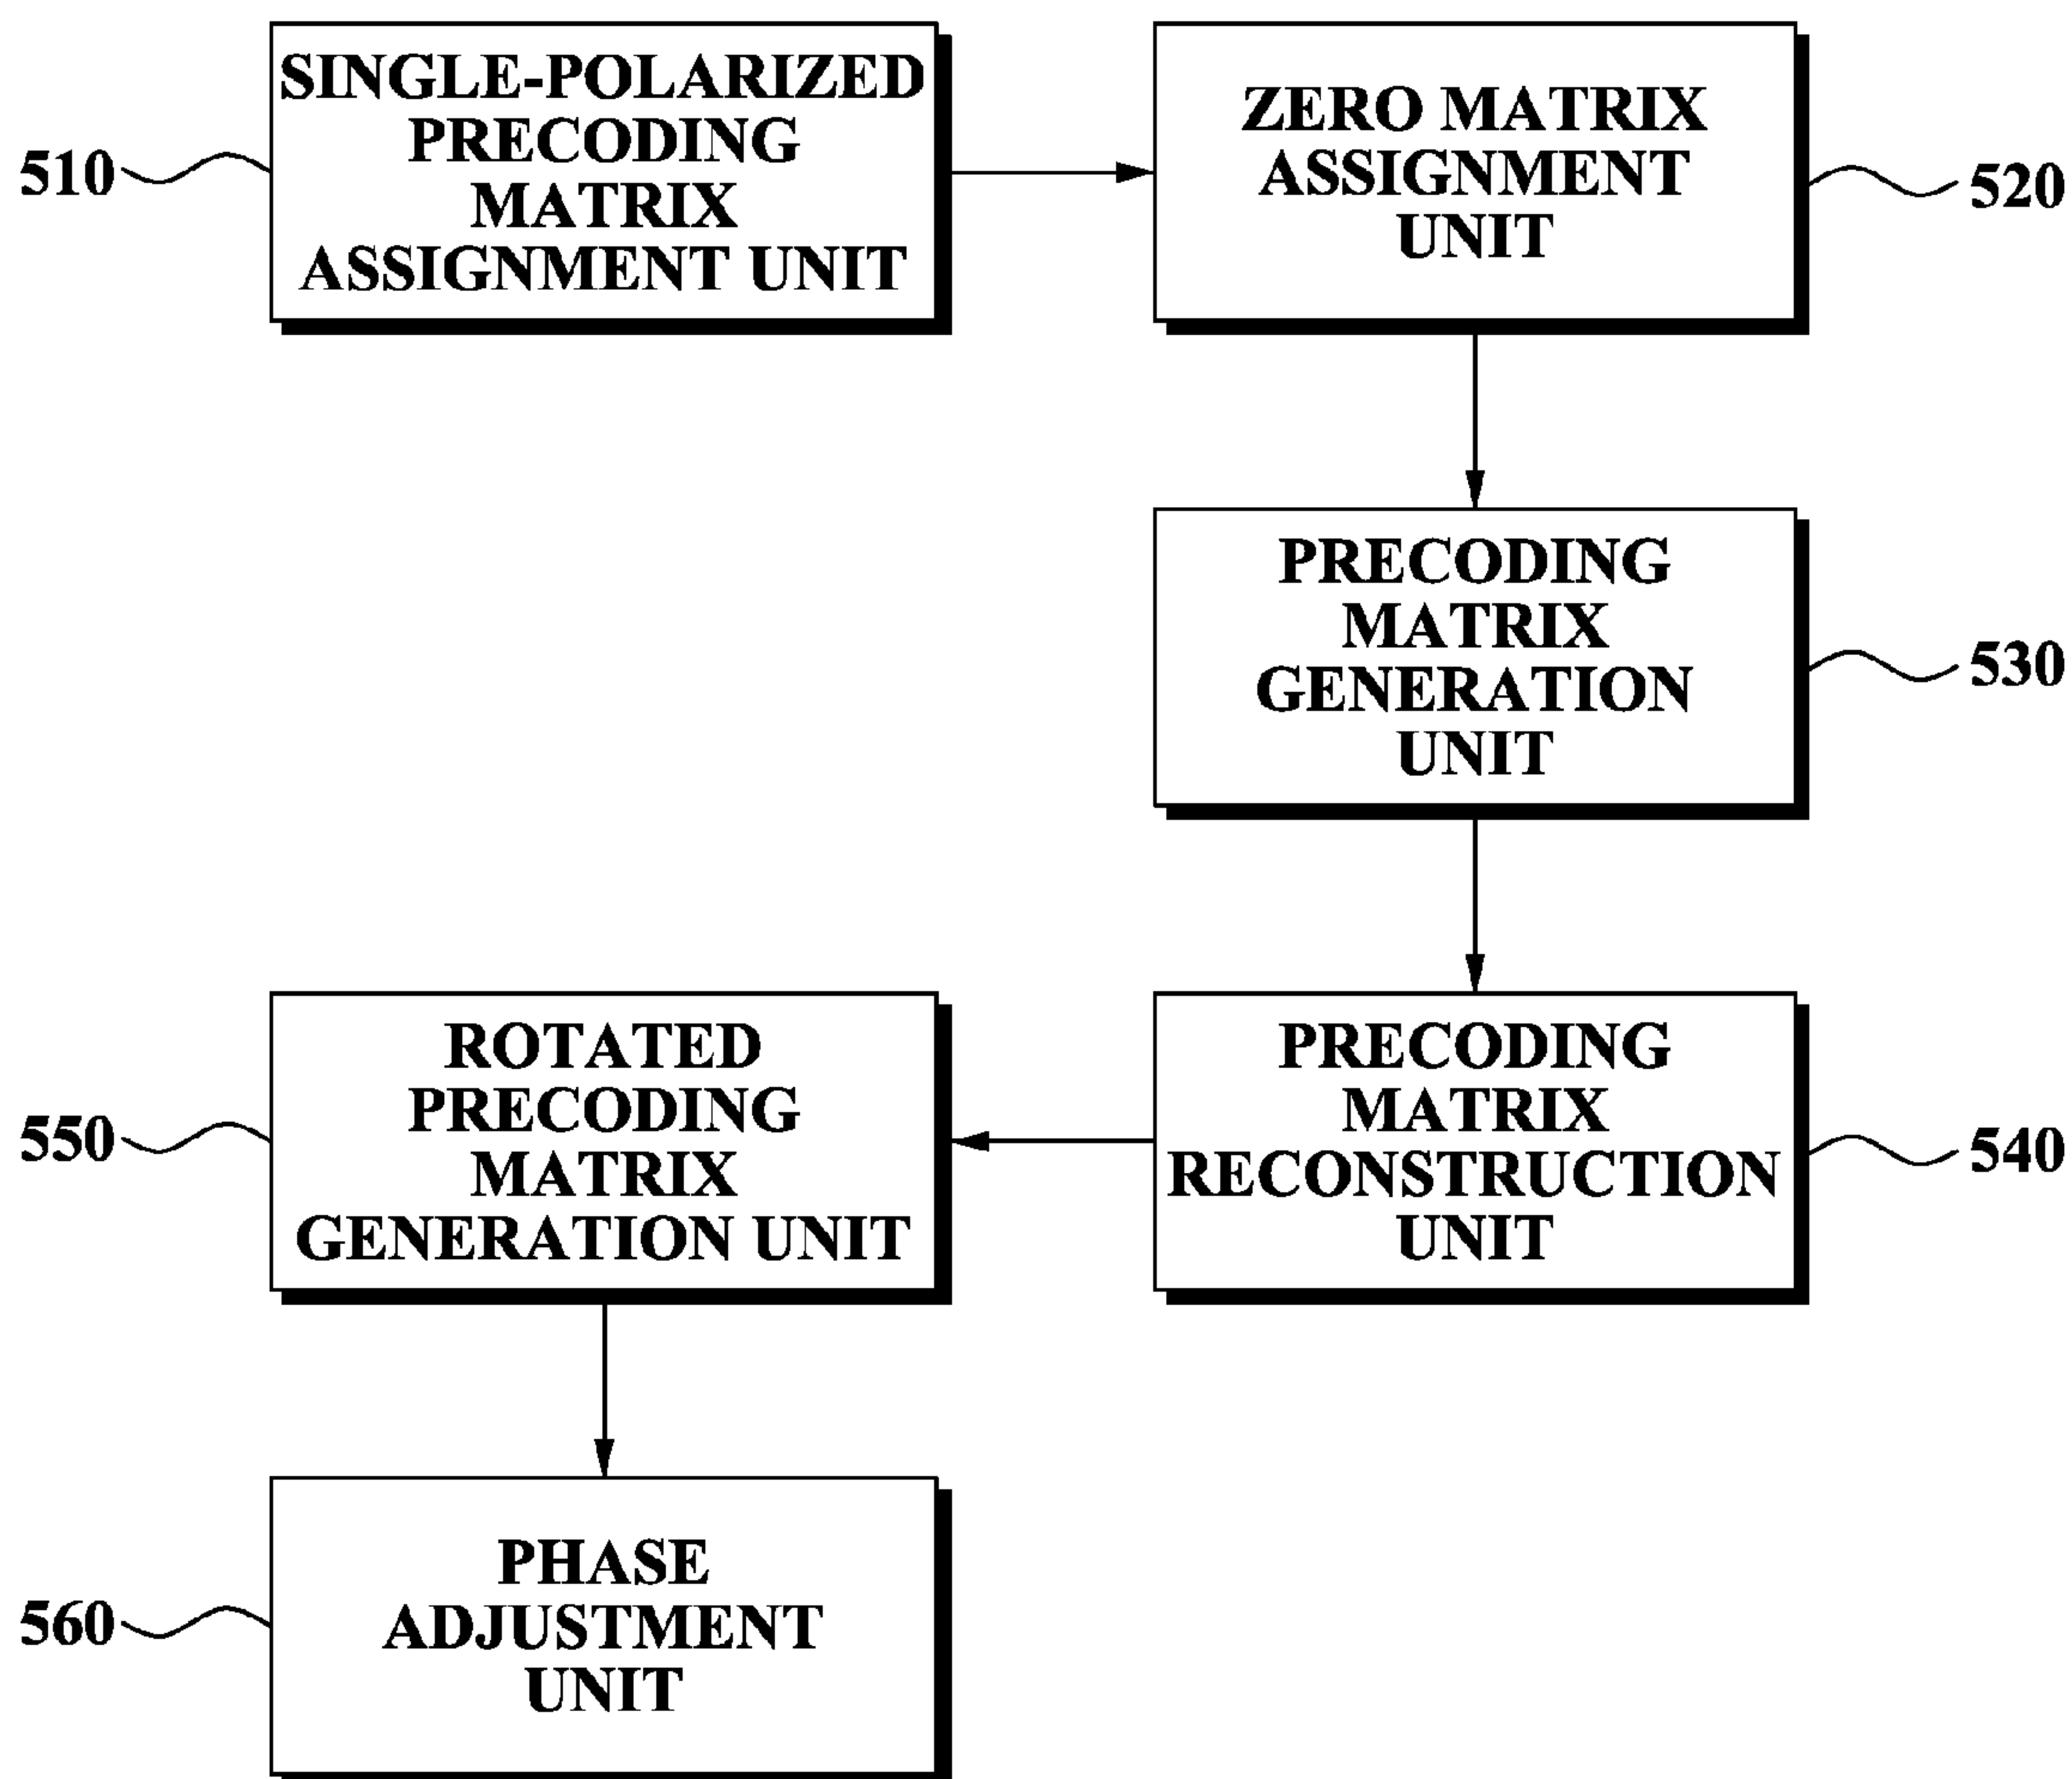 510
SINGLE-POLARIZED
PRECODING
MATRIX
ASSIGNMENT UNIT
ZERO MATRIX
ASSIGNMENT
UNIT
520
PRECODING
MATRIX
GENERATION
UNIT
530
PRECODING
MATRIX
RECONSTRUCTION
UNIT
540
550
ROTATED
PRECODING
MATRIX
GENERATION UNIT
560
PHASE
ADJUSTMENT
UNIT